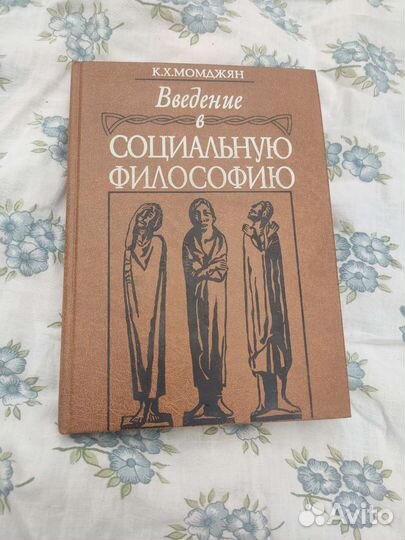 К.Х.МОМДЖЯН
Введение
в
СОЦИАЛЬНУЮ
ФИЛОСОФИЮ
Avito